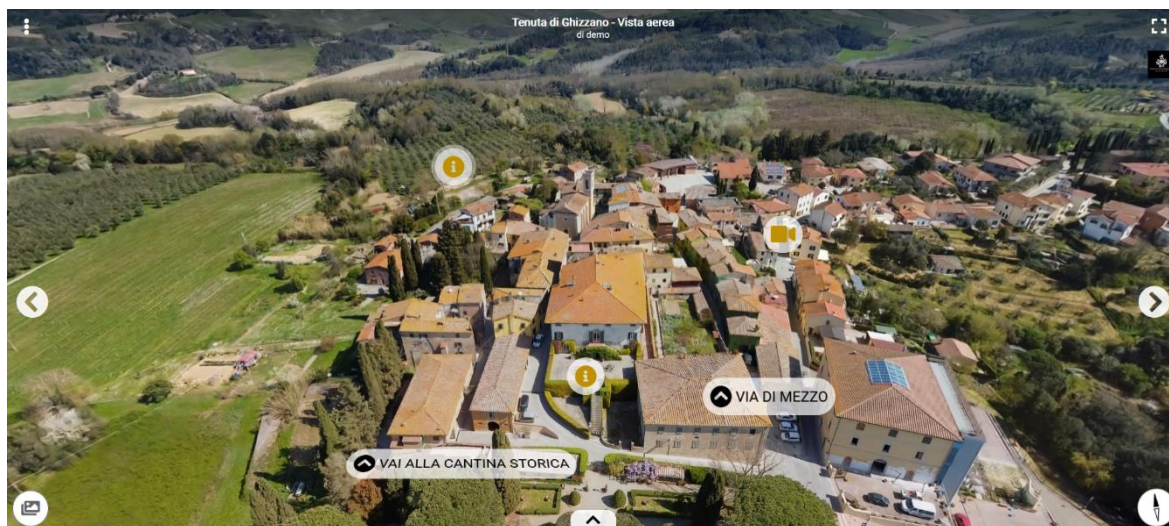 Tenuta di Ghizzano - Vista aerea
di demo
VIA DI MEZZO
VAI ALLA CANTINA STORICA